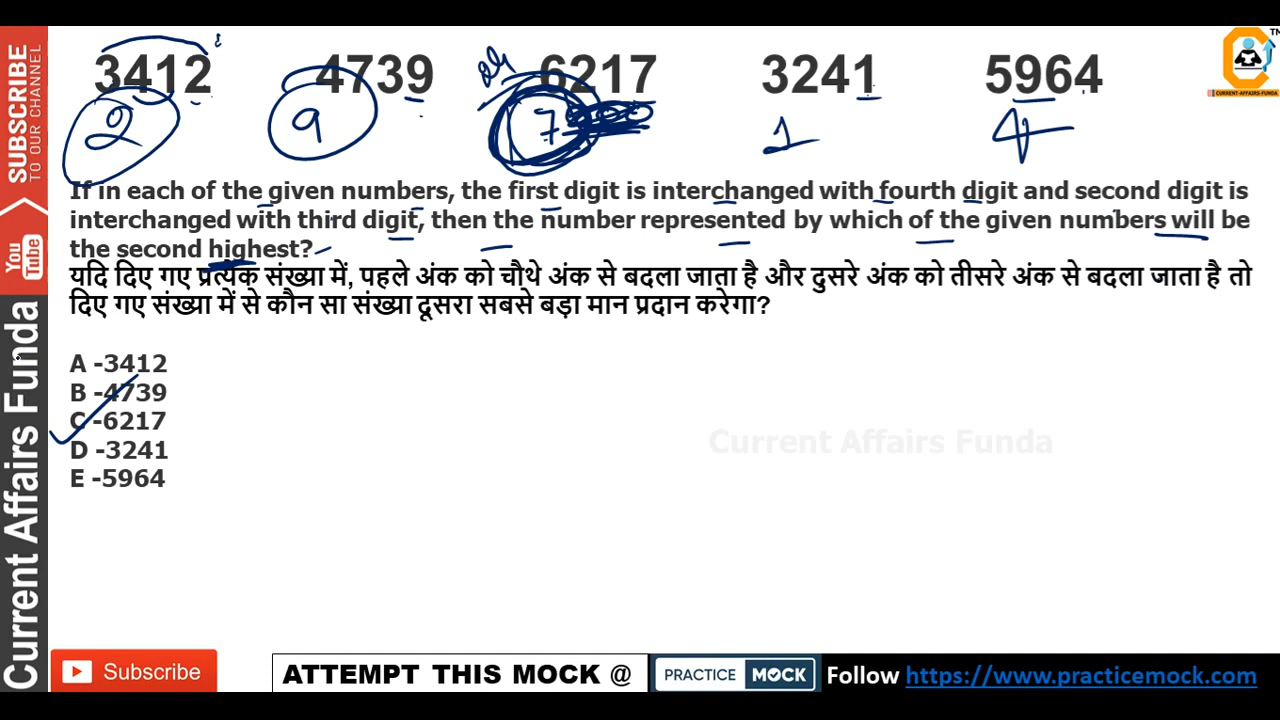 3412 4739 6217 3241 5964
2 9 7 1 4
If in each of the given numbers, the first digit is interchanged with fourth digit and second digit is
interchanged with third digit, then the number represented by which of the given numbers will be
the second highest?
यदि दिए गए प्रत्येक संख्या में, पहले अंक को चौथे अंक से बदला जाता है और दुसरे अंक को तीसरे अंक से बदला जाता है तो
दिए गए संख्या में से कौन सा संख्या दूसरा सबसे बड़ा मान प्रदान करेगा?
A -3412
B -4739
C -6217
D -3241
E -5964
Current Affairs Funda
SUBSCRIBE
TO OUR CHANNEL
You
Tube
Current Affairs Funda
TM
CURRENT-AFFAIRS-FUNDA
Subscribe
ATTEMPT THIS MOCK @
PRACTICE MOCK
Follow https://www.practicemock.com